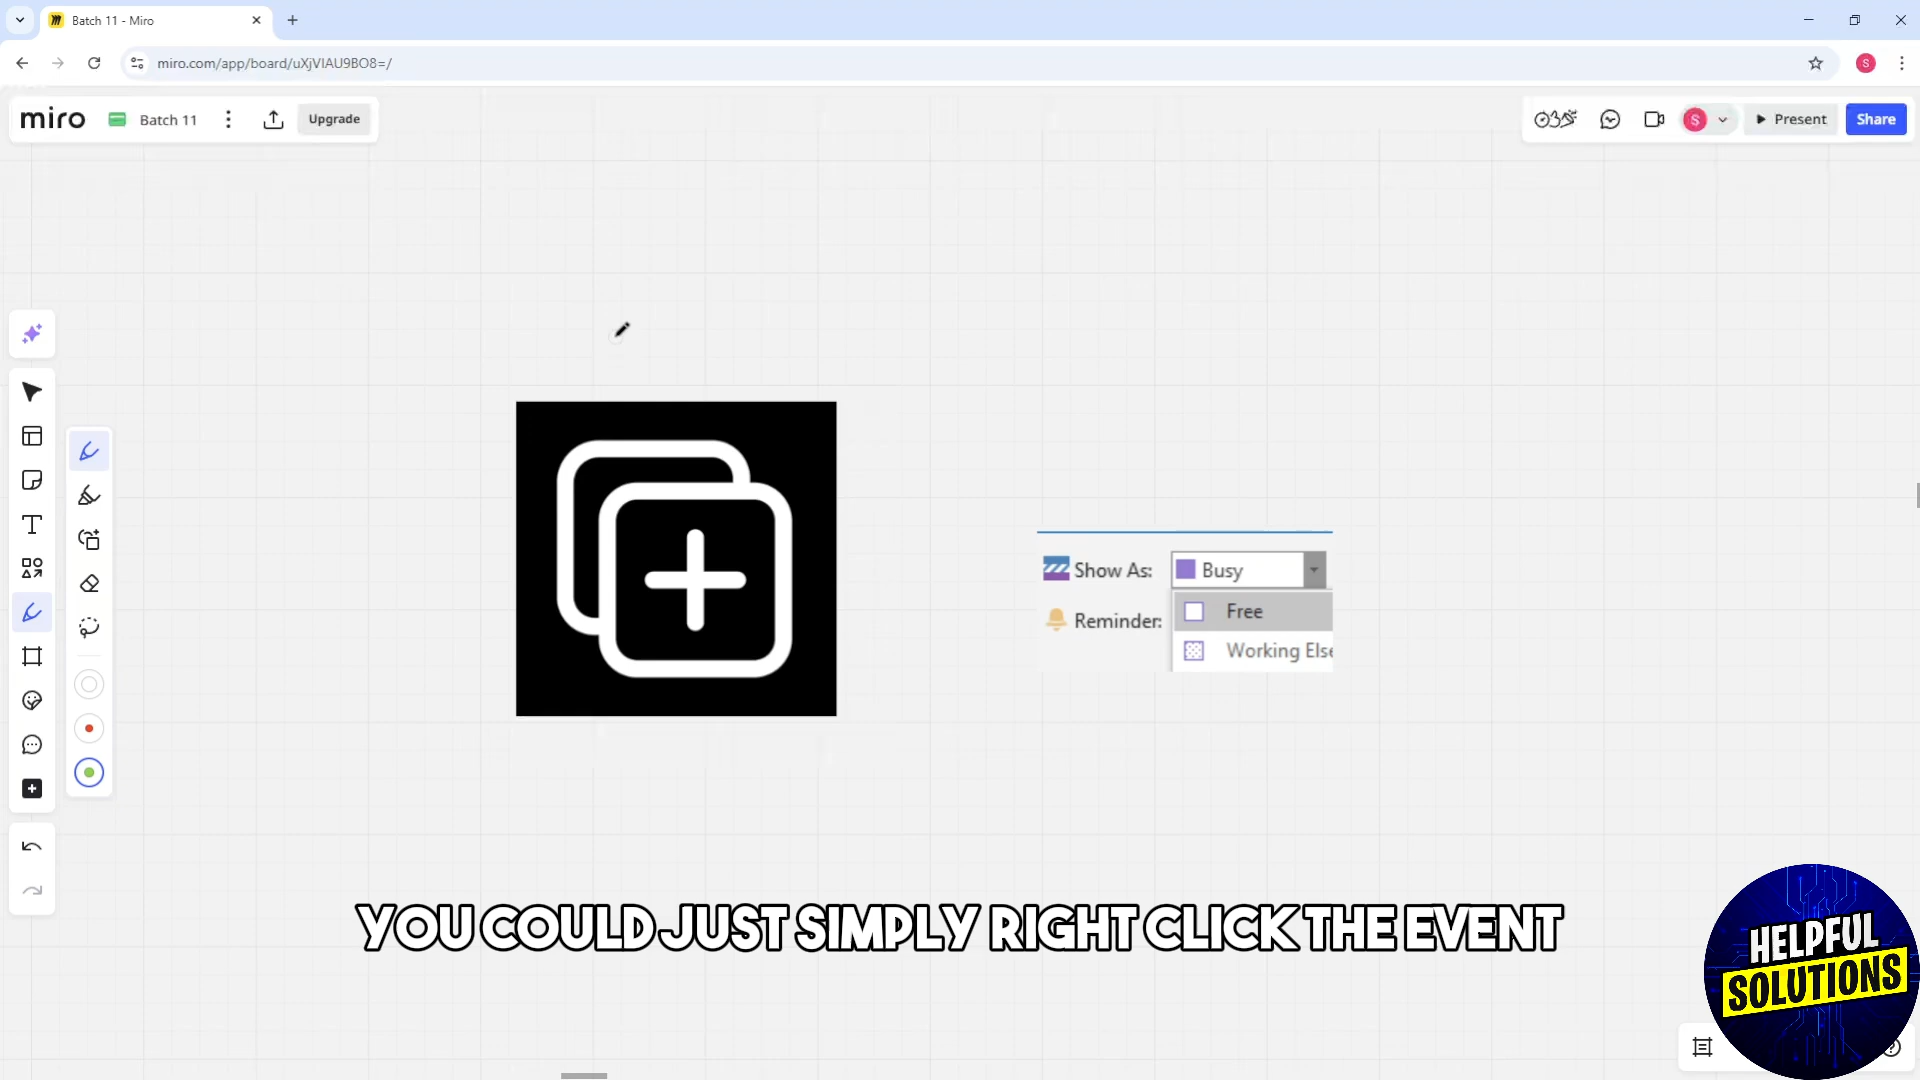 Batch 11 - Miro
miro.com/app/board/uXjVIAU9BO8=/
miro
Batch 11
Upgrade
S
S
Present
Share
Show As:
Busy
Free
Reminder:
Working Else
YOU COULD JUST SIMPLY RIGHT CLICK THE EVENT
HELPFUL
SOLUTIONS